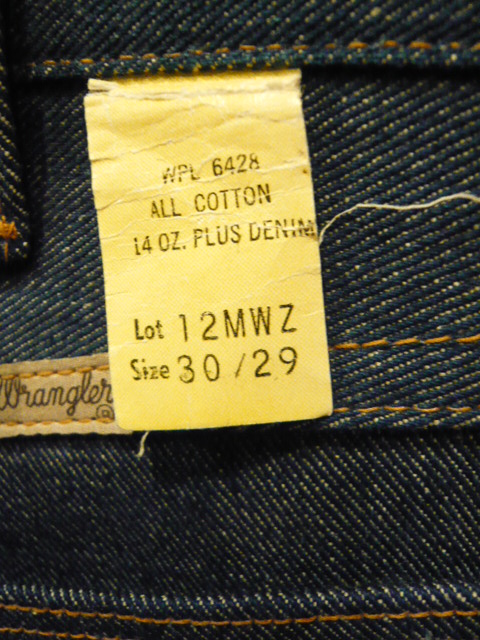 WPL 6428
ALL COTTON
14 OZ. PLUS DENIM
Lot 12MWZ
Size 30/29
Wrangler
®